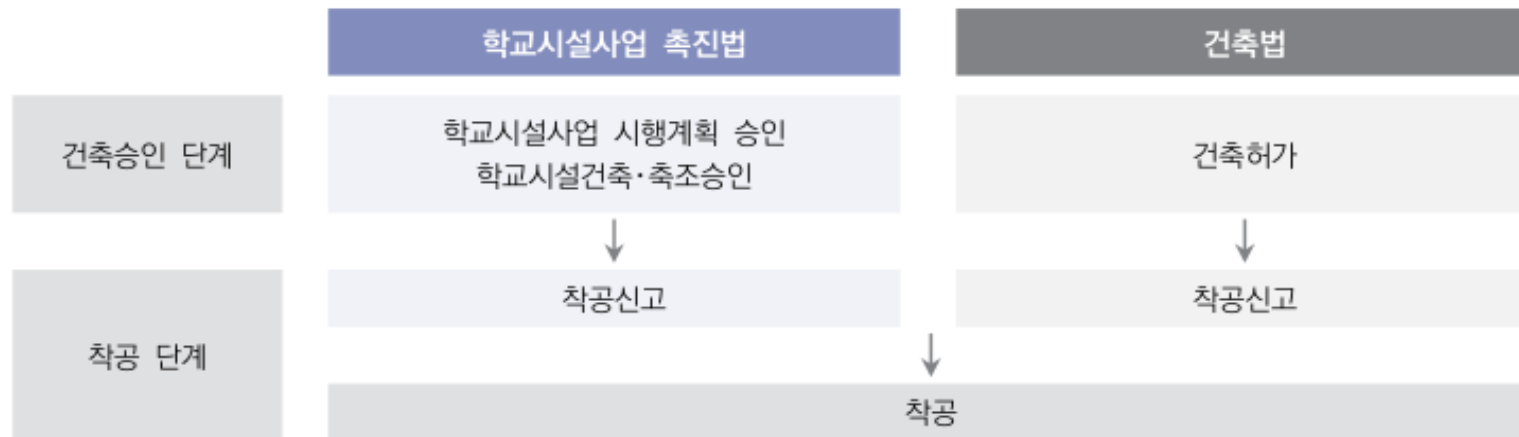 학교시설사업 촉진법
건축법
건축승인 단계
학교시설사업 시행계획 승인
학교시설건축·축조승인
건축허가
착공 단계
착공신고
착공신고
착공